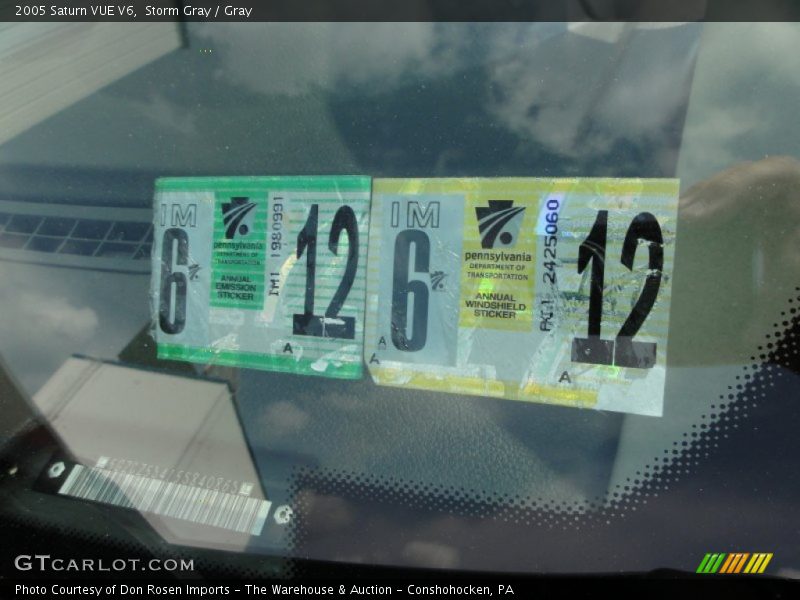 2005 Saturn VUE V6, Storm Gray / Gray
IM
6
pennsylvania
DEPARTMENT OF
TRANSPORTATION
ANNUAL
EMISSION
STICKER
IM1 1980991
12
A
IM
6
pennsylvania
DEPARTMENT OF
TRANSPORTATION
ANNUAL
WINDSHIELD
STICKER
AI1 2425060
12
A
A
A
GTCARLOT.COM
Photo Courtesy of Don Rosen Imports - The Warehouse & Auction - Conshohocken, PA